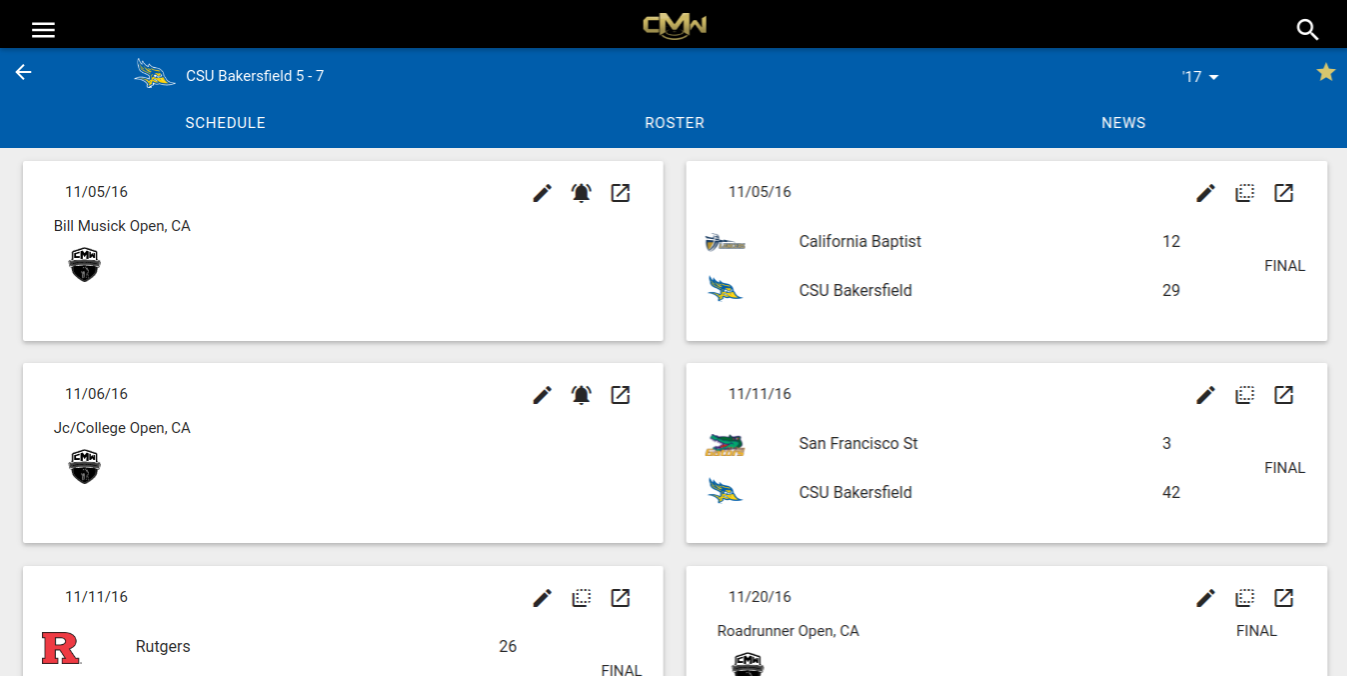 CMW
CSU Bakersfield 5 - 7
'17
SCHEDULE
ROSTER
NEWS
11/05/16
Bill Musick Open, CA
CMW
11/05/16
California Baptist
12
CSU Bakersfield
29
FINAL
11/06/16
Jc/College Open, CA
CMW
11/11/16
San Francisco St
3
CSU Bakersfield
42
FINAL
11/11/16
R
Rutgers
26
FINAL
11/20/16
Roadrunner Open, CA
FINAL
CMW